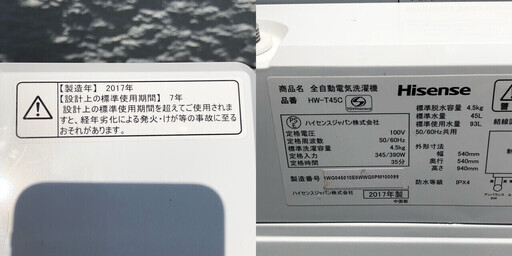 【製造年】 2017年
【設計上の標準使用期間】 7年
設計上の標準使用期間を超えてご使用されますと、経年劣化による発火・けが等の事故に至るおそれがあります。
商品名 全自動電気洗濯機
品番 HW-T45C
Hisense
ハイセンスジャパン株式会社
定格電圧 100V
定格周波数 50/60Hz
標準洗濯容量 4.5kg
定格消費電力 345/390W
定格時間 35分
標準脱水容量 4.5kg
標準水量 45L
標準使用水量 93L
50/60Hz共用
外形寸法
幅 540mm
奥行 540mm
高さ 940mm
防水等級 IPX4
製造番号
ハイセンスジャパン株式会社
2017年製
中国製
結線